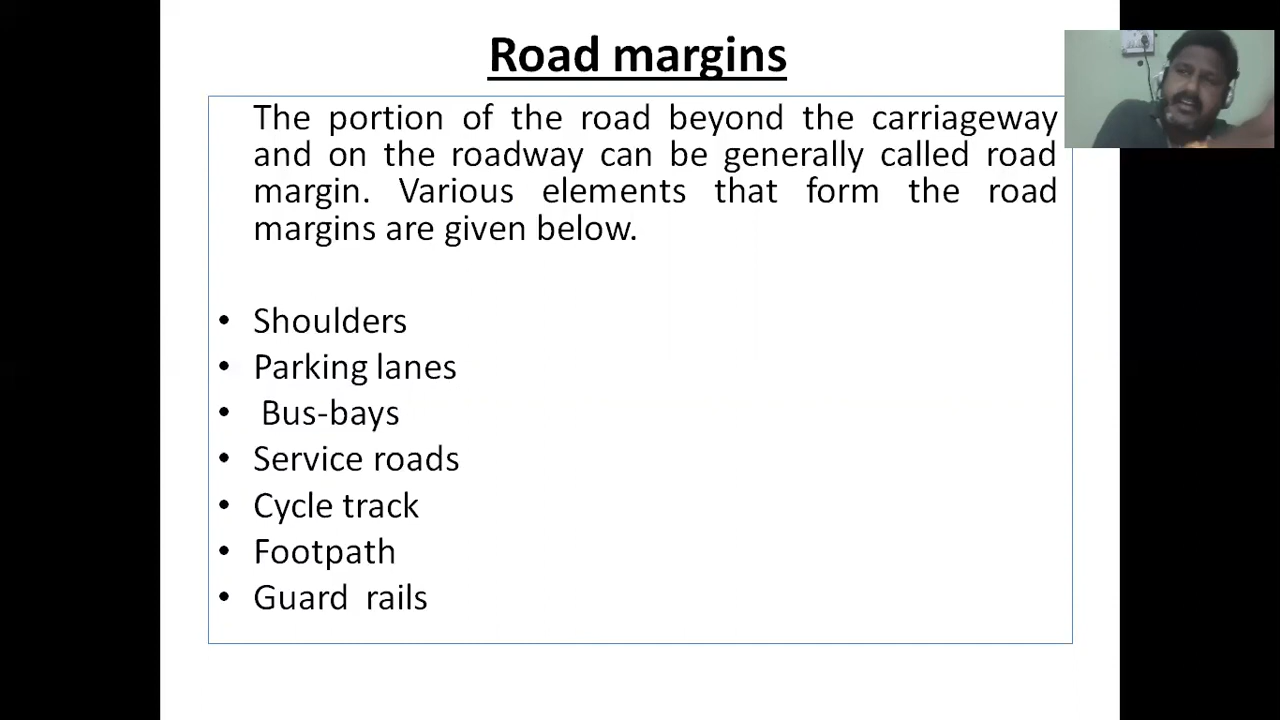 Road margins
The portion of the road beyond the carriageway
and on the roadway can be generally called road
margin. Various elements that form the road
margins are given below.
• Shoulders
• Parking lanes
• Bus-bays
• Service roads
• Cycle track
• Footpath
• Guard rails